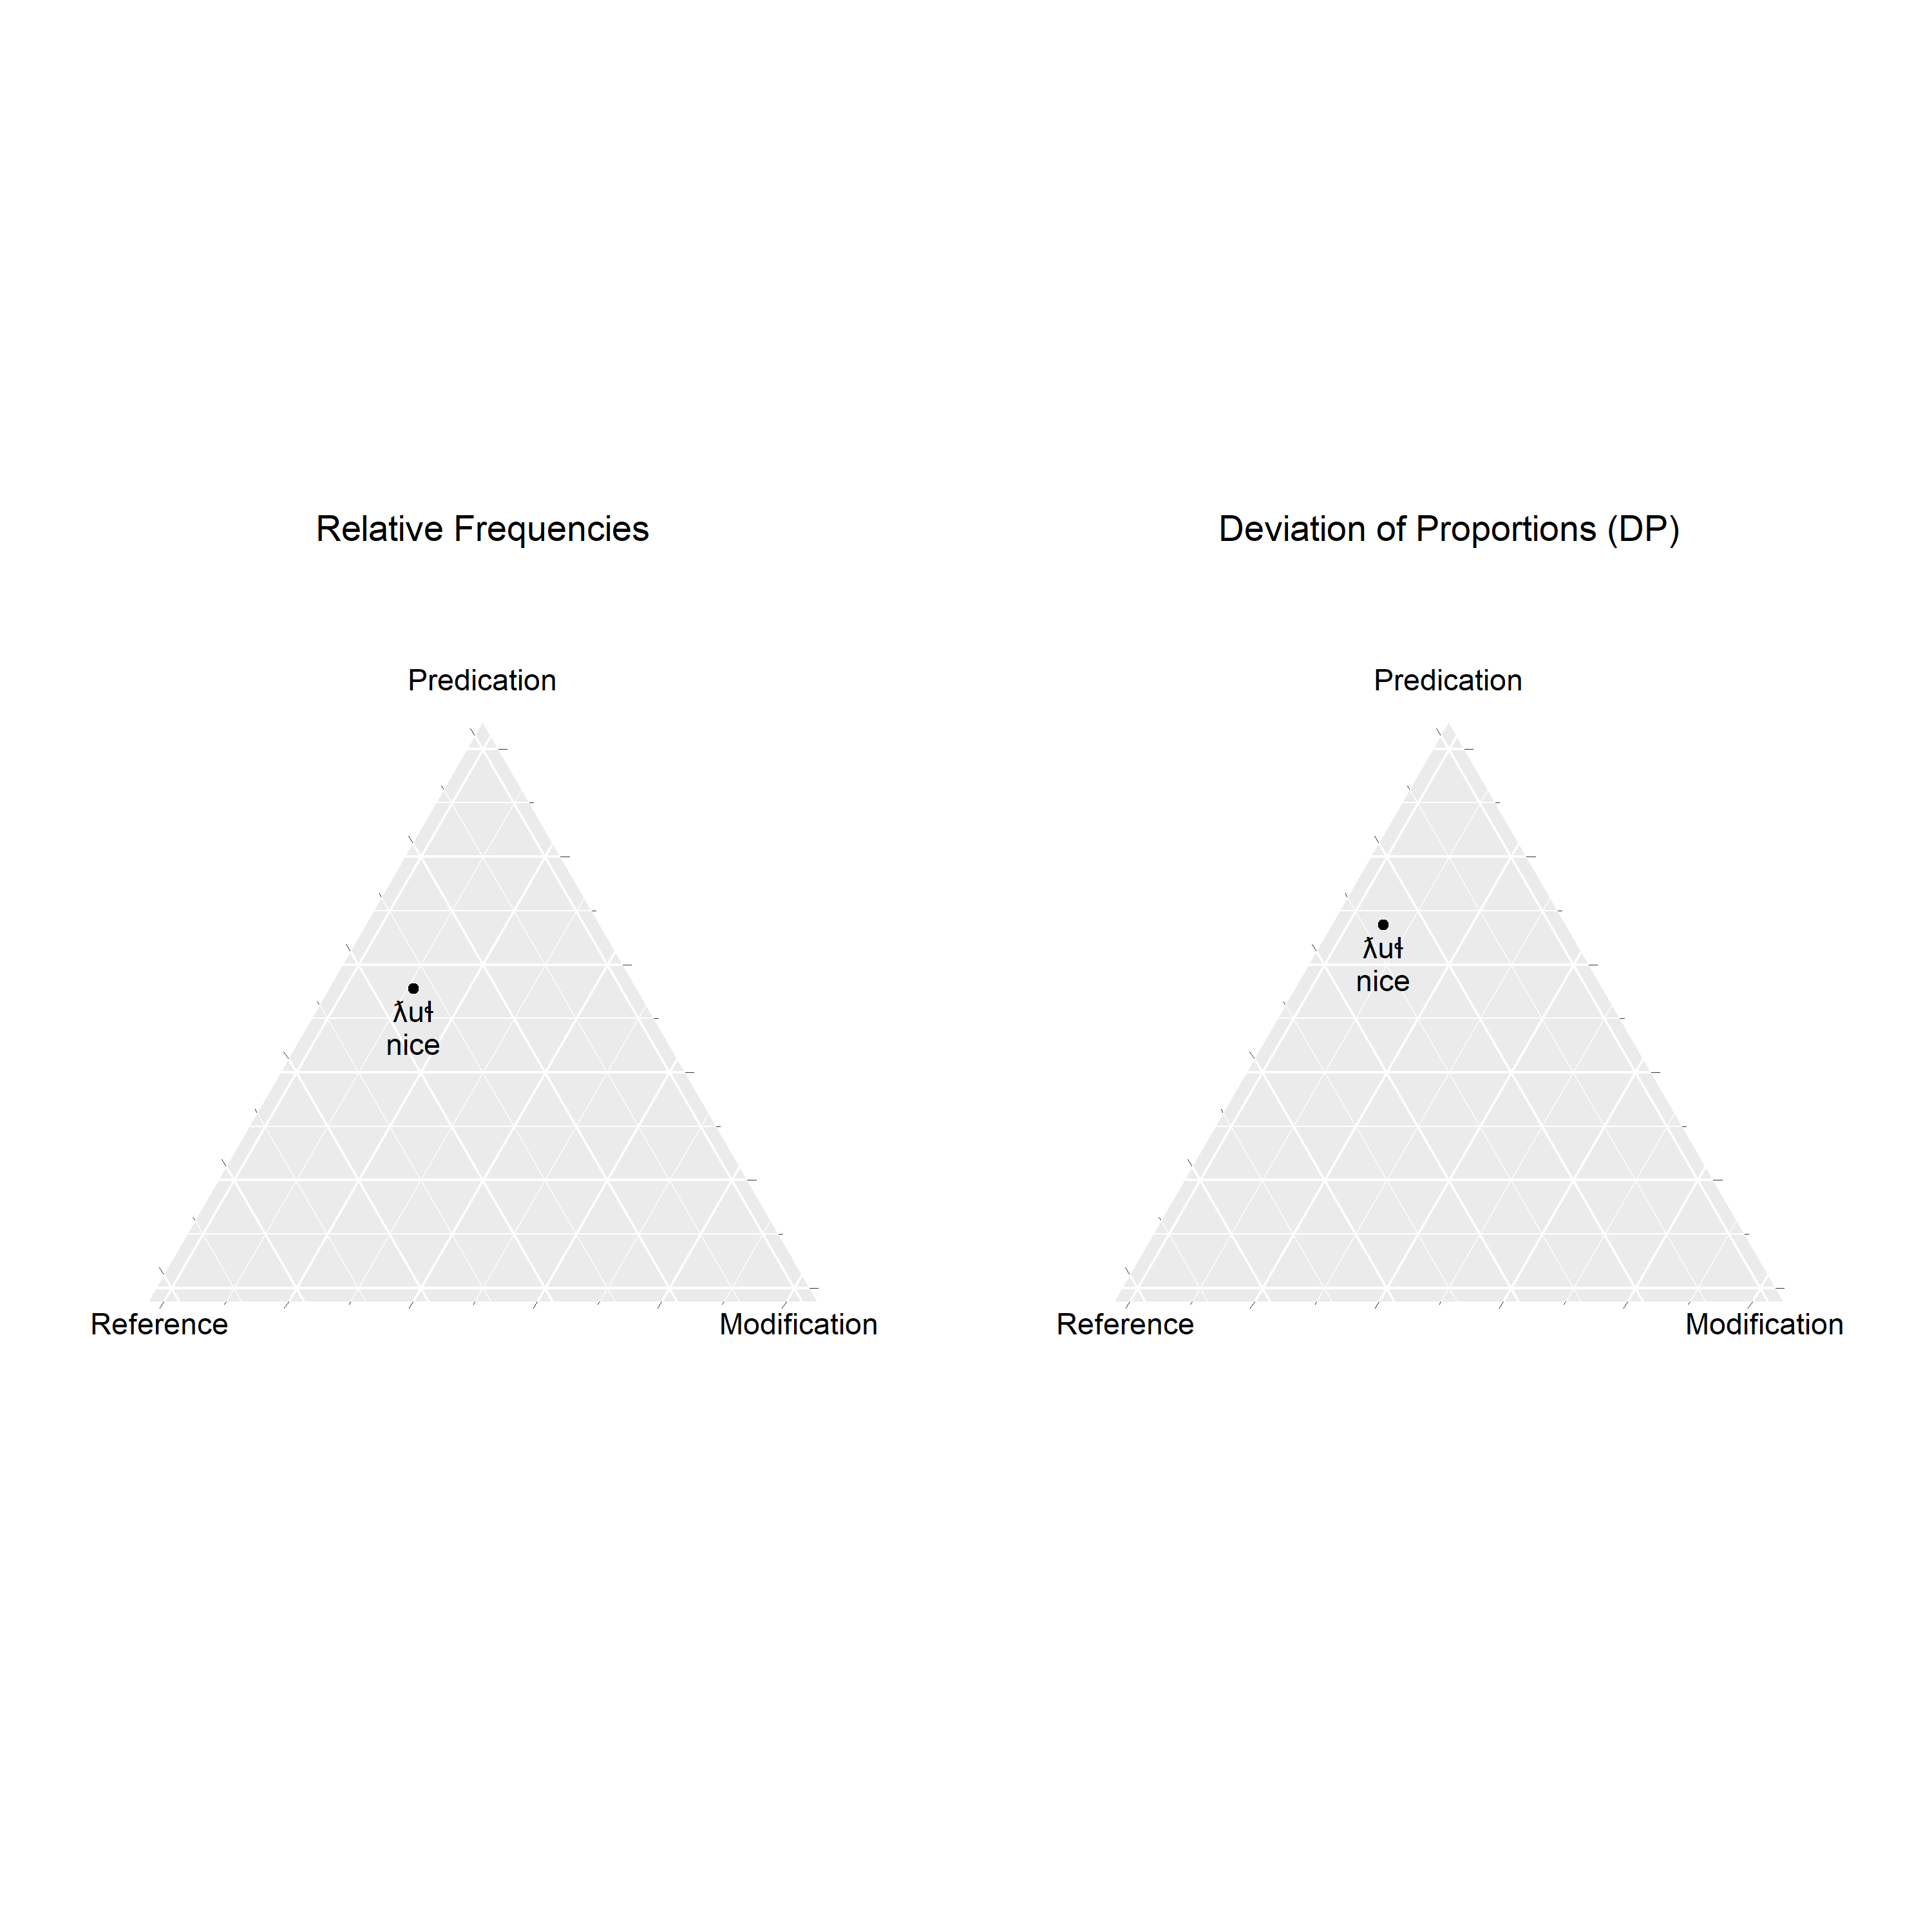 Relative Frequencies
Predication
ƛuɬ
nice
Reference
Modification
Deviation of Proportions (DP)
Predication
ƛuɬ
nice
Reference
Modification